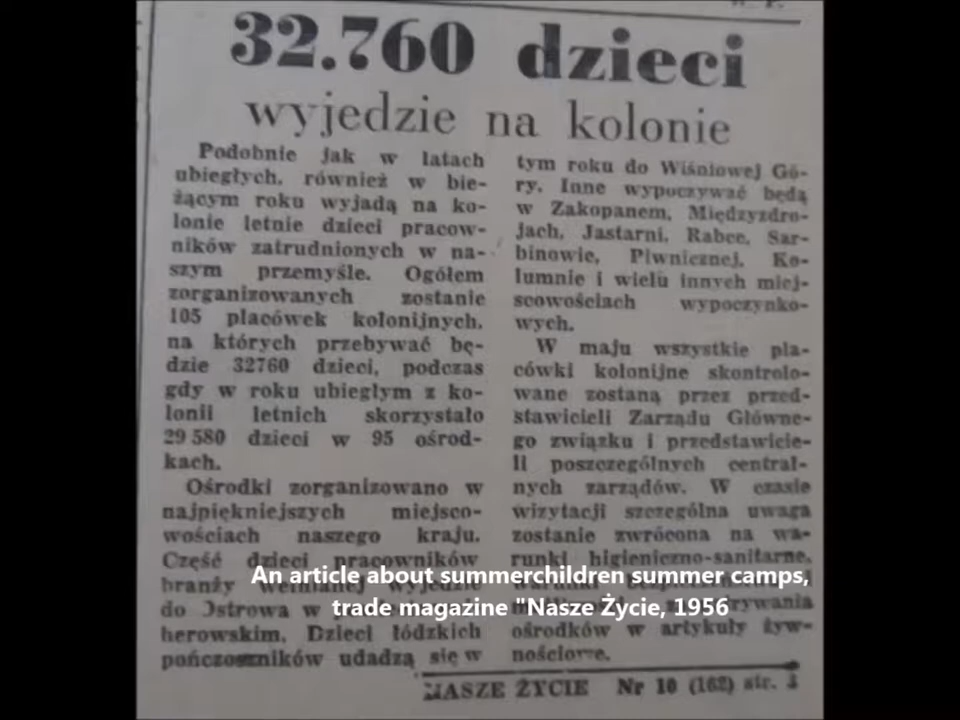 32.760 dzieci
wyjedzie na kolonie
Podobnie jak w latach
ubiegłych, również w bie-
żącym roku wyjadą na ko-
lonie letnie dzieci pracow-
ników zatrudnionych w na-
szym przemyśle. Ogółem
zorganizowanych zostanie
105 placówek kolonijnych,
na których przebywać bę-
dzie 32760 dzieci, podczas
gdy w roku ubiegłym z ko-
lonii letnich skorzystało
29 580 dzieci w 95 ośrod-
kach.
Ośrodki zorganizowano w
najpiękniejszych miejsco-
wościach naszego kraju.
Część dzieci pracowników
branży wełnianej wyjedzie
do Ostrowa w
herowskim. Dzieci łódzkich
pończoszników udadzą się w
tym roku do Wiśniowej Gó-
ry. Inne wypoczywać będą
w Zakopanem, Międzyzdro-
jach, Jastarni, Rabce, Sar-
binowie, Piwnicznej, Ko-
lumnie i wielu innych miej-
scowościach wypoczynko-
wych.
W maju wszystkie pla-
cówki kolonijne skontrolo-
wane zostaną przez przed-
stawicieli Zarządu Główne-
go związku i przedstawicie-
li poszczególnych central-
nych zarządów. W czasie
wizytacji szczególna uwaga
zostanie zwrócona na wa-
runki higieniczno-sanitarne,
ośrodków w artykuły żyw-
nościowe.
NASZE ŻYCIE Nr 10 (162) str. 3
An article about summerchildren summer camps,
trade magazine "Nasze Życie, 1956